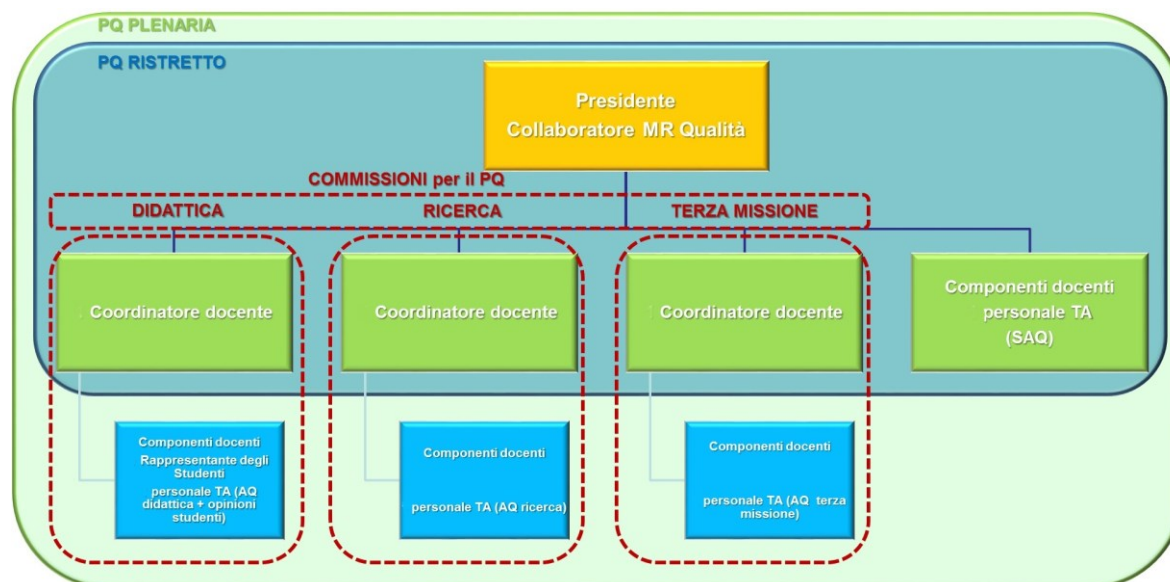 PQ PLENARIA
PQ RISTRETTO
Presidente
Collaboratore MR Qualità
COMMISSIONI per il PQ
DIDATTICA
RICERCA
TERZA MISSIONE
Coordinatore docente
Coordinatore docente
Coordinatore docente
Componenti docenti
personale TA
(SAQ)
Componenti docenti
Rappresentante degli
Studenti
personale TA (AQ
didattica + opinioni
studenti)
Componenti docenti
personale TA (AQ ricerca)
Componenti docenti
personale TA (AQ terza
missione)